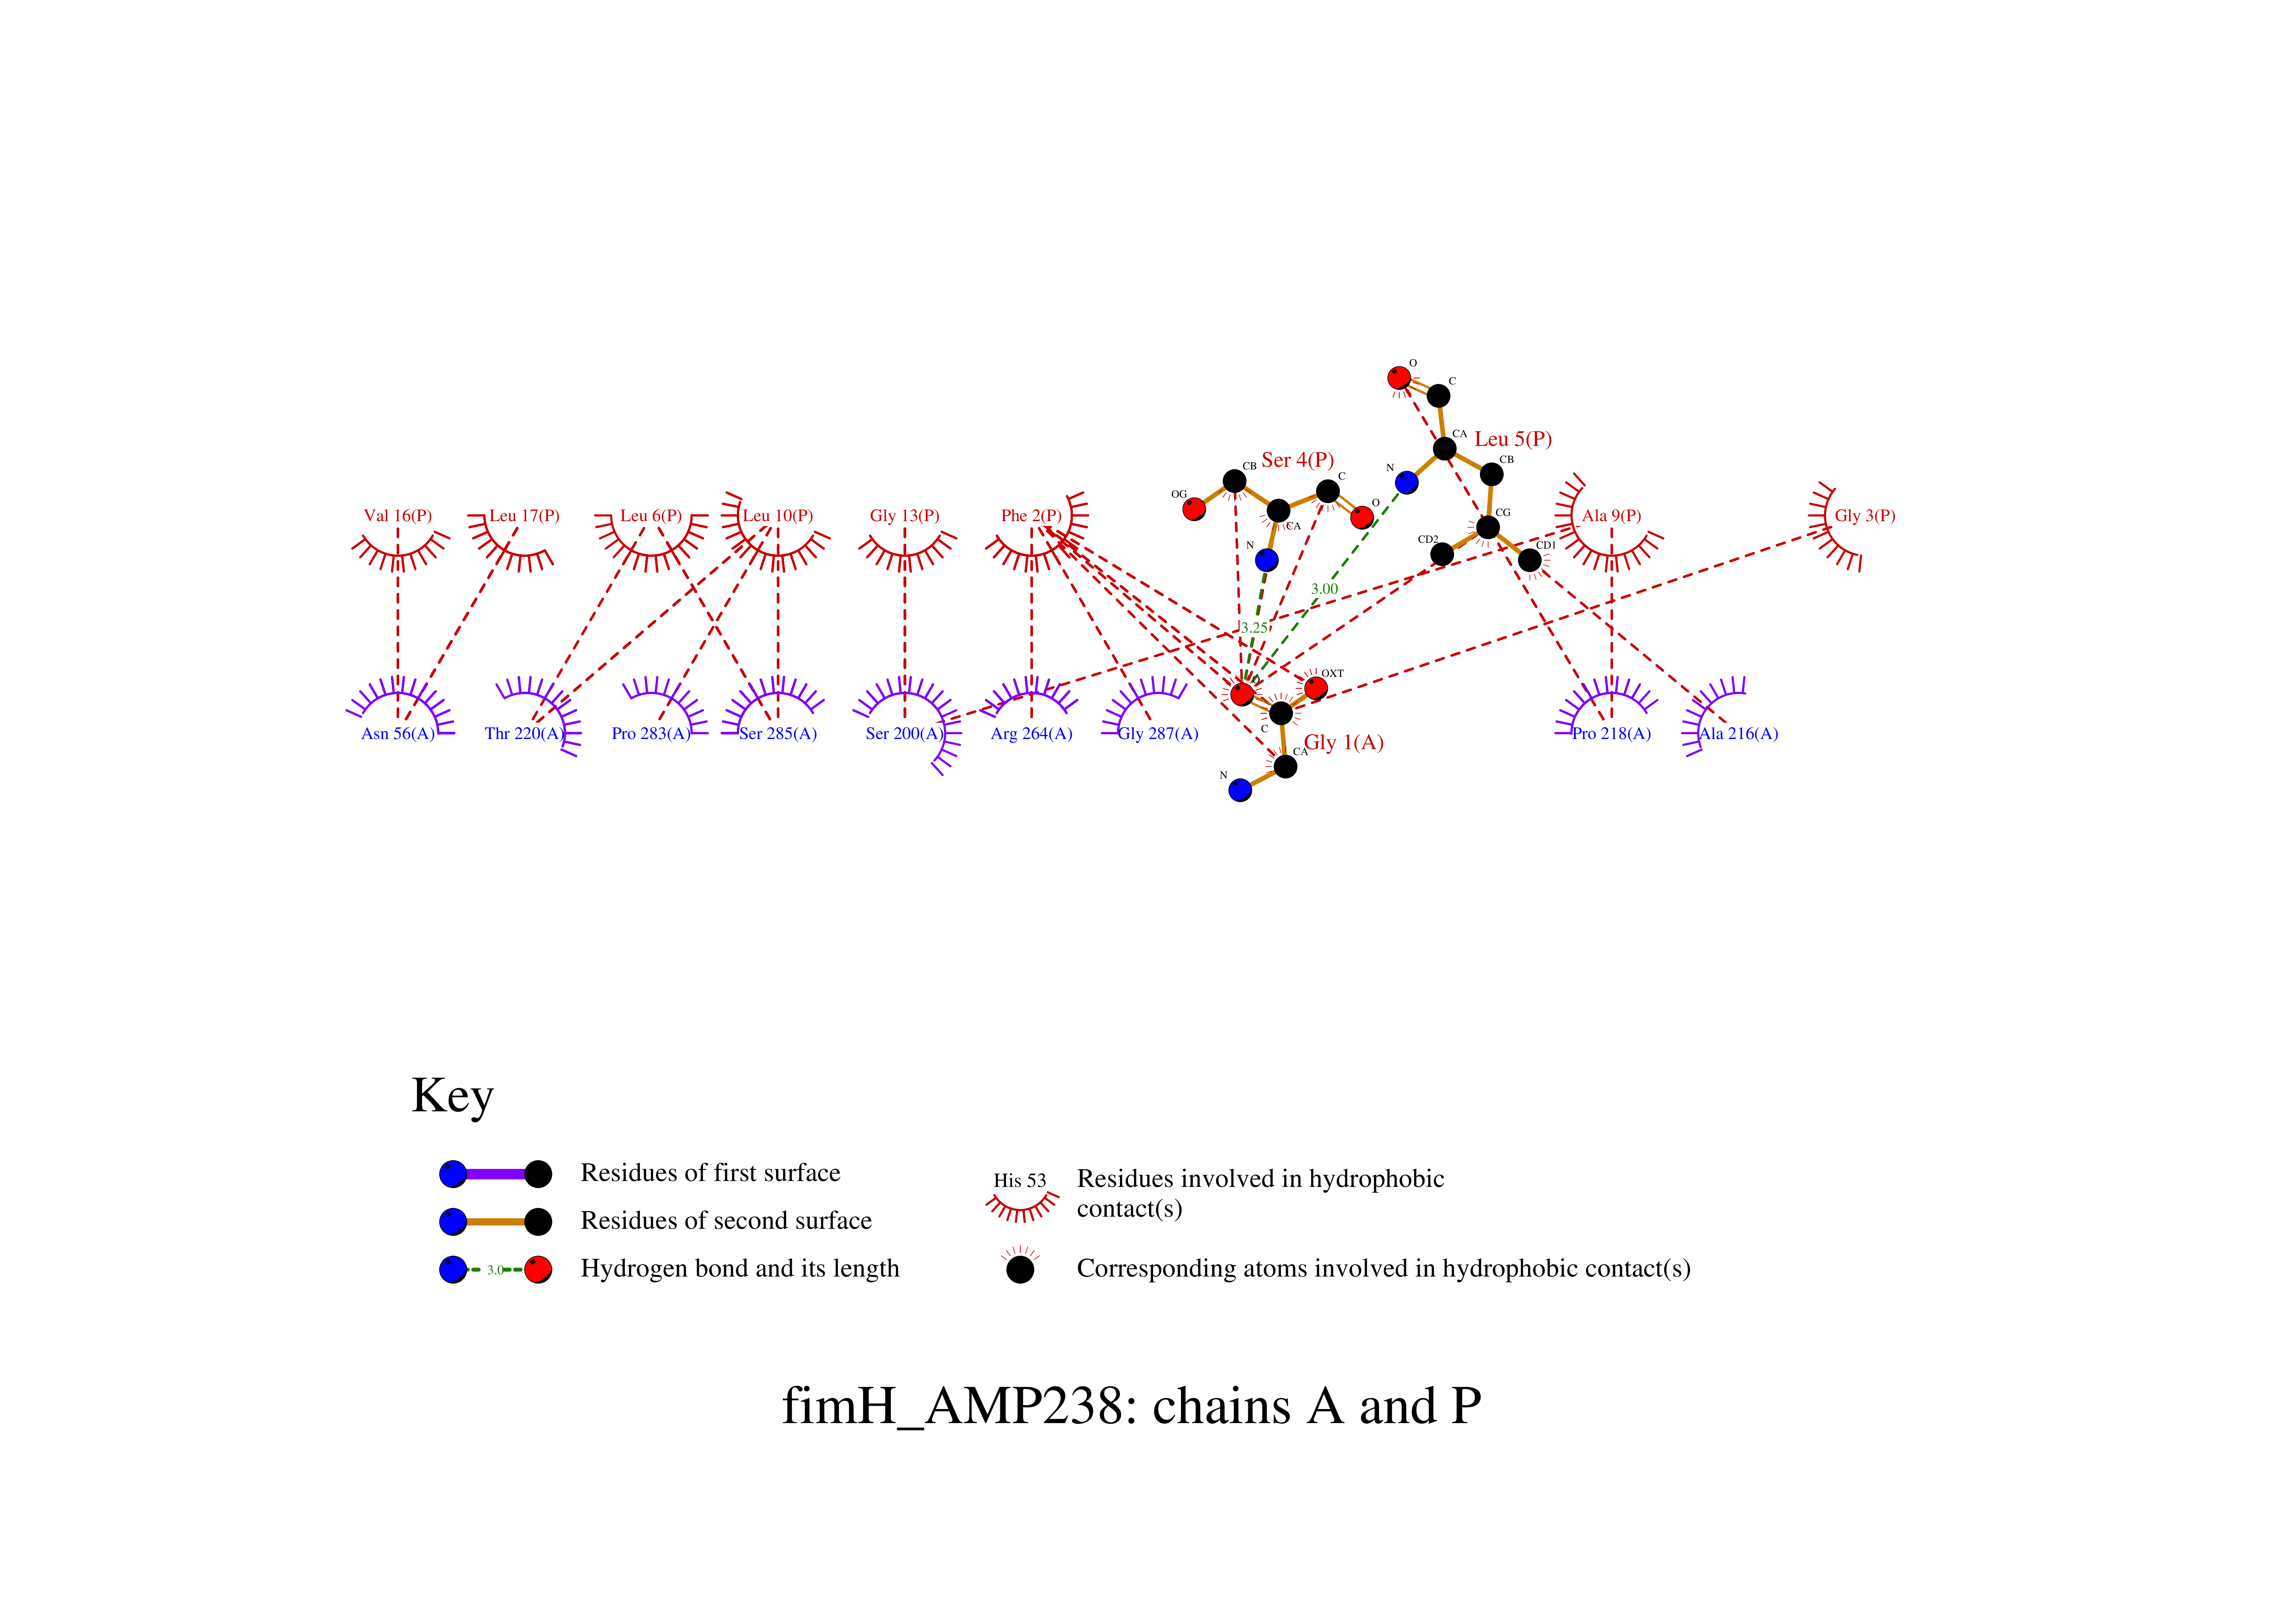 O
C
CA
Leu 5(P)
CB
Ser 4(P)
CB
N
C
OG
O
CG
Val 16(P)
Leu 17(P)
Leu 6(P)
Leu 10(P)
Gly 13(P)
Phe 2(P)
CA
Ala 9(P)
Gly 3(P)
N
CD2
CD1
3.00
3.25
OXT
O
C
Asn 56(A)
Thr 220(A)
Pro 283(A)
Ser 285(A)
Ser 200(A)
Arg 264(A)
Gly 287(A)
Gly 1(A)
Pro 218(A)
Ala 216(A)
CA
N
Key
Residues of first surface
Residues of second surface
3.0
Hydrogen bond and its length
His 53
Residues involved in hydrophobic
contact(s)
Corresponding atoms involved in hydrophobic contact(s)
fimH_AMP238: chains A and P